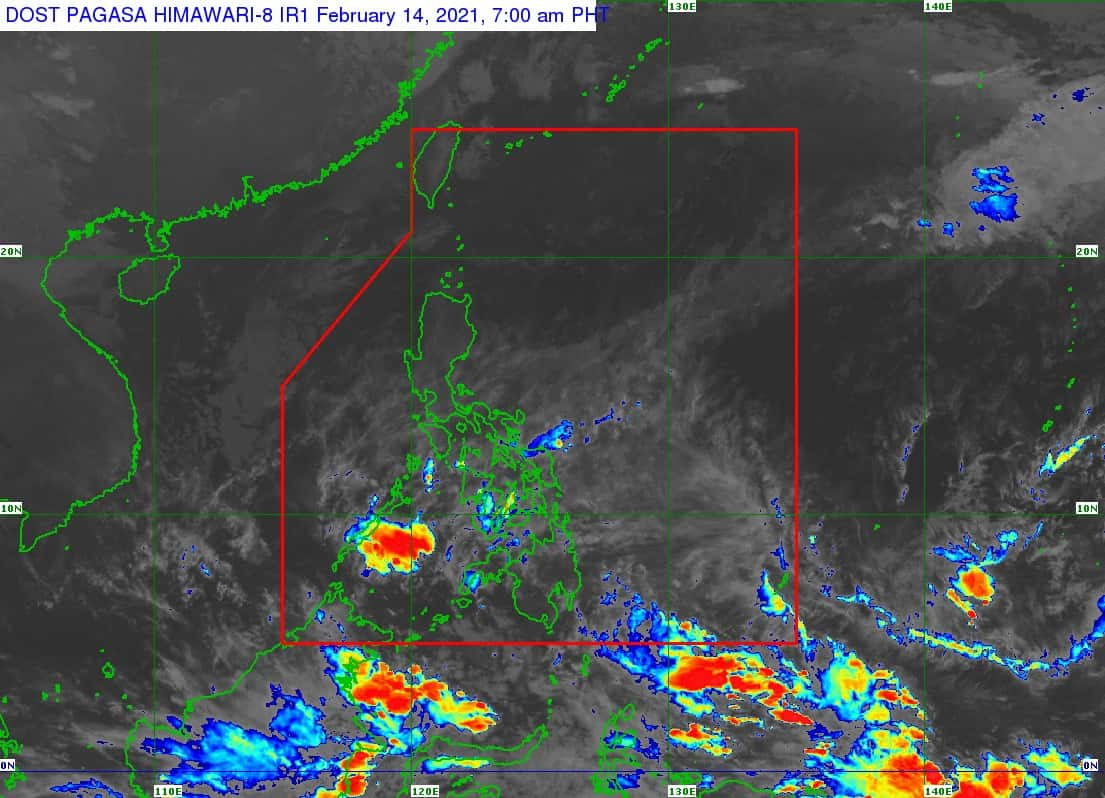 DOST PAGASA HIMAWARI-8 IR1 February 14, 2021, 7:00 am PHT
130E 140E
20N 20N
10N 10N
0N 0N
110E 120E 130E 140E